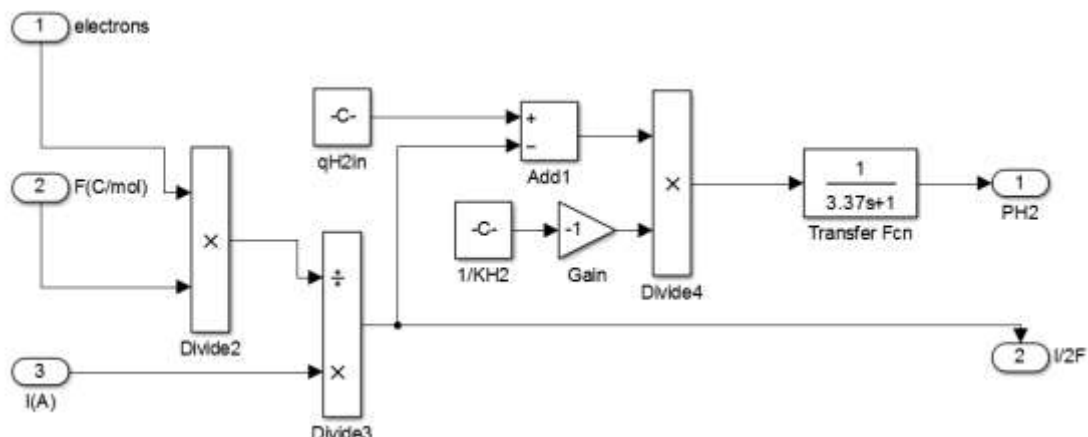 1
electrons
2
F(C/mol)
×
Divide2
3
I(A)
÷
×
Divide3
-C-
qH2in
+
−
Add1
-C-
1/KH2
-1
Gain
×
Divide4
1
3.37s+1
Transfer Fcn
1
PH2
2
I/2F